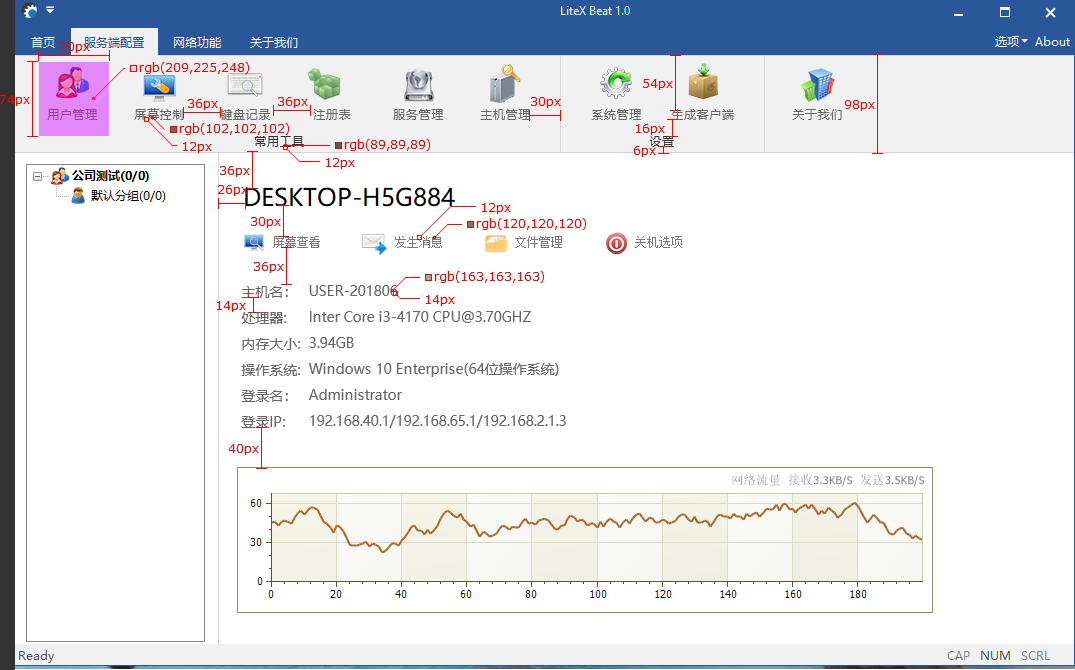 LiteX Beat 1.0
首页 服务端配置 网络功能 关于我们 选项 About
70px
rgb(209,225,248)
74px 36px 36px 30px 54px 98px
用户管理 屏幕控制 键盘记录 注册表 服务管理 主机管理 系统管理 生成客户端 关于我们
rgb(102,102,102) 16px
12px 常用工具 rgb(89,89,89) 设置
6px
12px
公司测试(0/0)
默认分组(0/0)
36px
26px
DESKTOP-H5G884
12px
30px rgb(120,120,120)
屏幕查看 发生消息 文件管理 关机选项
36px
rgb(163,163,163)
主机名: USER-201806
14px
14px
处理器: Inter Core i3-4170 CPU@3.70GHZ
内存大小: 3.94GB
操作系统: Windows 10 Enterprise(64位操作系统)
登录名: Administrator
登录IP: 192.168.40.1/192.168.65.1/192.168.2.1.3
40px
网络流量 接收3.3KB/S 发送3.5KB/S
60
30
0
0 20 40 60 80 100 120 140 160 180
Ready CAP NUM SCRL